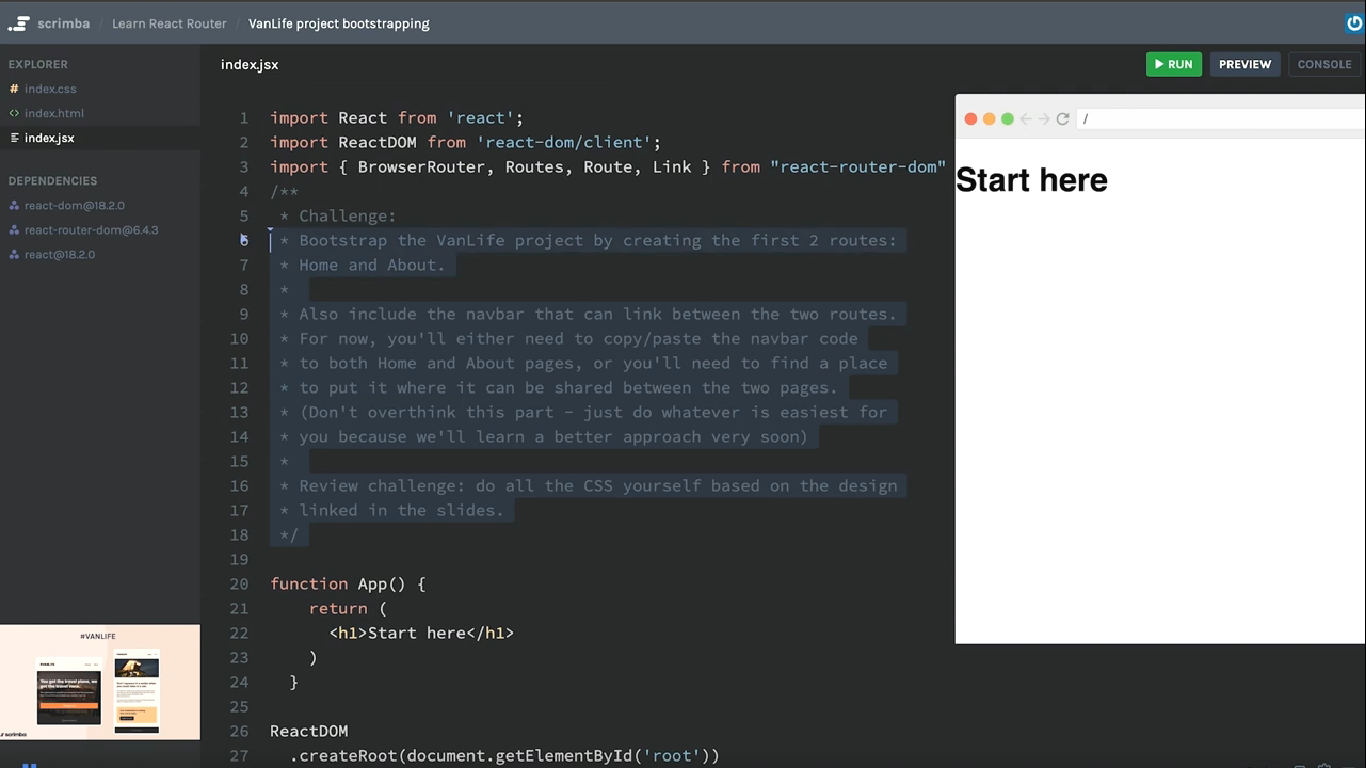 scrimba / Learn React Router / VanLife project bootstrapping
EXPLORER
# index.css
<> index.html
index.jsx
DEPENDENCIES
react-dom@18.2.0
react-router-dom@6.4.3
react@18.2.0
#VANLIFE
index.jsx
RUN
PREVIEW
CONSOLE
1 import React from 'react';
2 import ReactDOM from 'react-dom/client';
3 import { BrowserRouter, Routes, Route, Link } from "react-router-dom"
4 /**
5 * Challenge:
6 * Bootstrap the VanLife project by creating the first 2 routes:
7 * Home and About.
8 *
9 * Also include the navbar that can link between the two routes.
10 * For now, you'll either need to copy/paste the navbar code
11 * to both Home and About pages, or you'll need to find a place
12 * to put it where it can be shared between the two pages.
13 * (Don't overthink this part - just do whatever is easiest for
14 * you because we'll learn a better approach very soon)
15 *
16 * Review challenge: do all the CSS yourself based on the design
17 * linked in the slides.
18 */
19
20 function App() {
21 return (
22 <h1>Start here</h1>
23 )
24 }
25
26 ReactDOM
27 .createRoot(document.getElementById('root'))
/
Start here